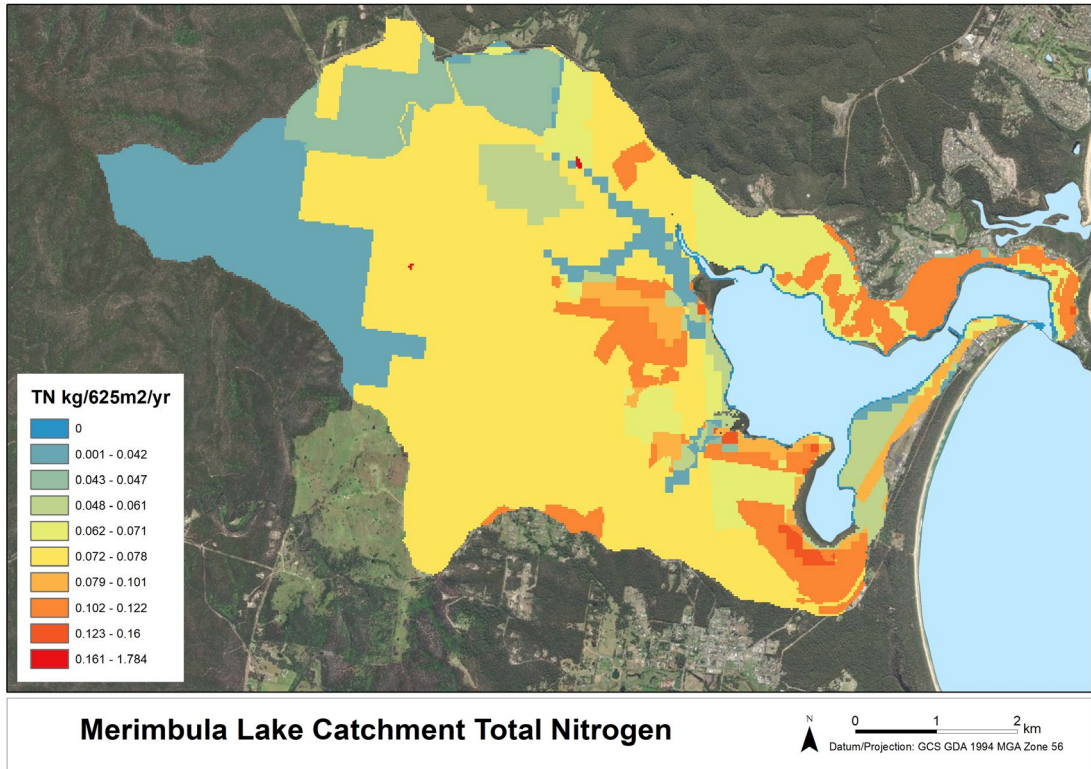 TN kg/625m2/yr
0
0.001 - 0.042
0.043 - 0.047
0.048 - 0.061
0.062 - 0.071
0.072 - 0.078
0.079 - 0.101
0.102 - 0.122
0.123 - 0.16
0.161 - 1.784
Merimbula Lake Catchment Total Nitrogen
N
0 1 2 km
Datum/Projection: GCS GDA 1994 MGA Zone 56